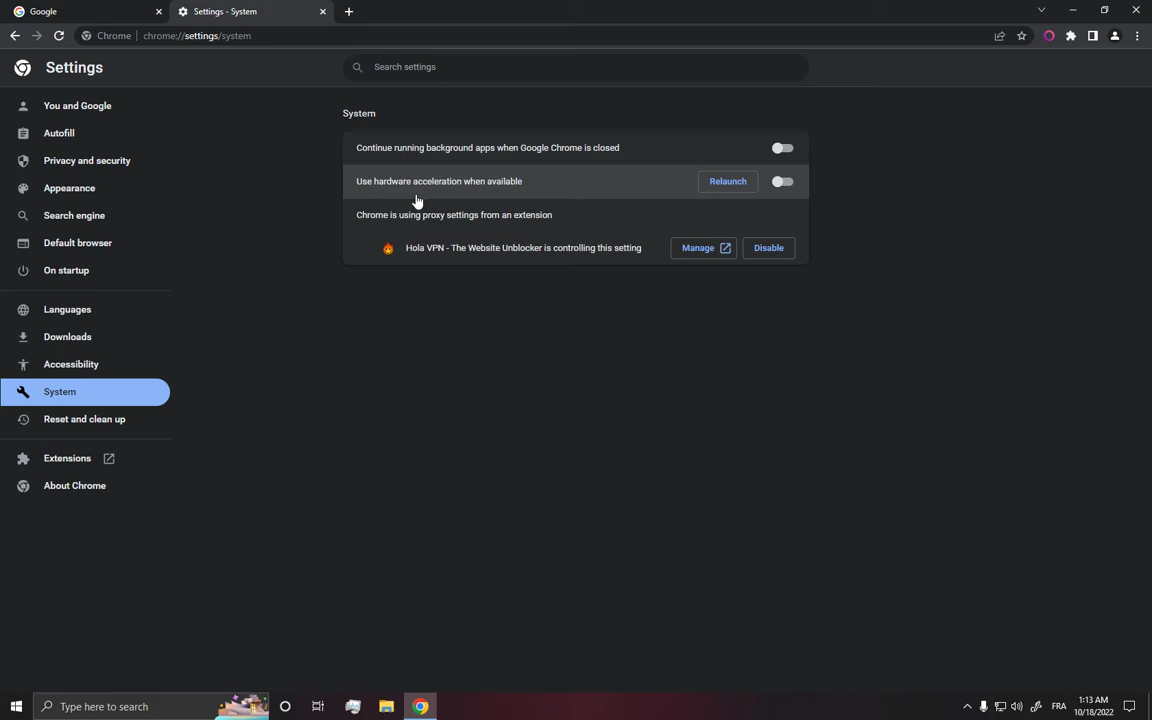 Google
Settings - System
Chrome
chrome://settings/system
Settings
Search settings
You and Google
Autofill
Privacy and security
Appearance
Search engine
Default browser
On startup
Languages
Downloads
Accessibility
System
Reset and clean up
Extensions
About Chrome
System
Continue running background apps when Google Chrome is closed
Use hardware acceleration when available
Relaunch
Chrome is using proxy settings from an extension
Hola VPN - The Website Unblocker is controlling this setting
Manage
Disable
Type here to search
FRA
1:13 AM
10/18/2022